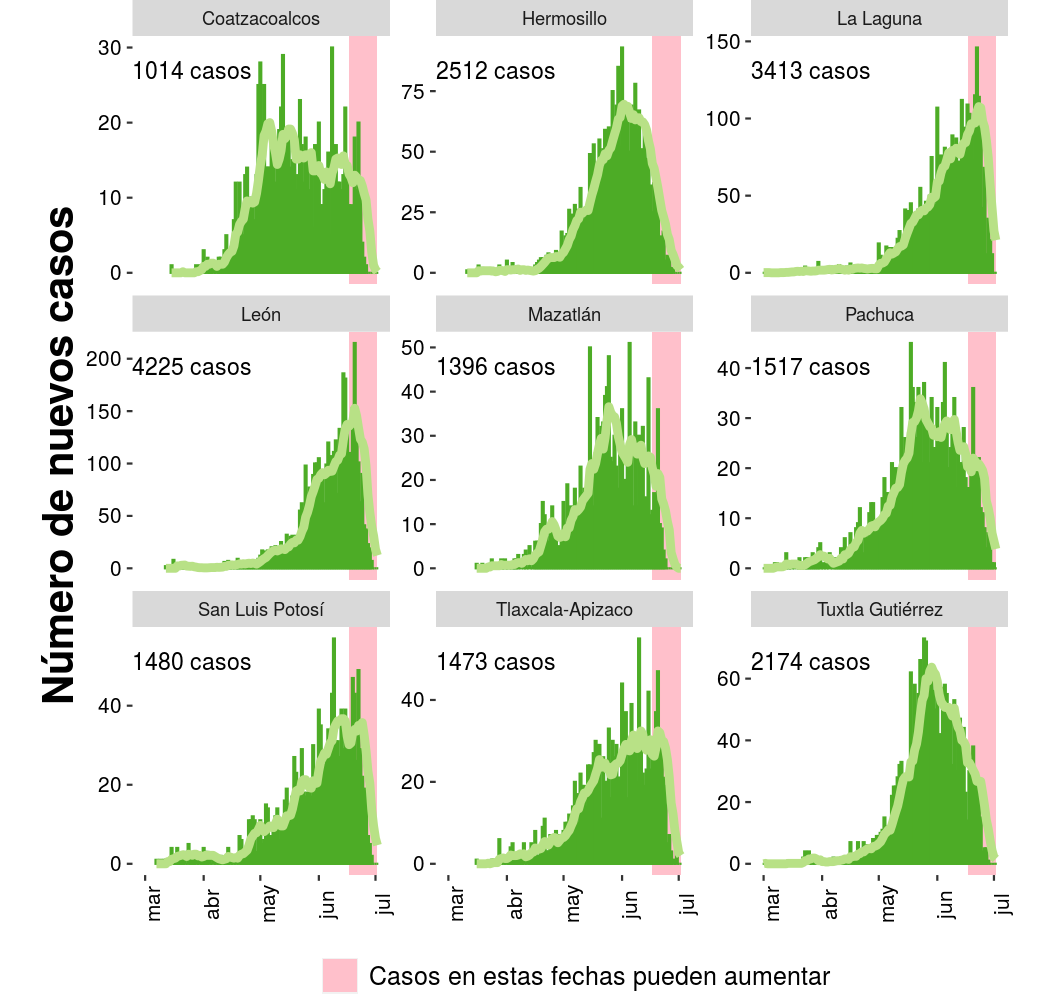 Número de nuevos casos
Coatzacoalcos
1014 casos
30
20
10
0
Hermosillo
2512 casos
75
50
25
0
La Laguna
3413 casos
150
100
50
0
León
4225 casos
200
150
100
50
0
Mazatlán
1396 casos
50
40
30
20
10
0
Pachuca
1517 casos
40
30
20
10
0
San Luis Potosí
1480 casos
40
20
0
mar abr may jun jul
Tlaxcala-Apizaco
1473 casos
40
20
0
mar abr may jun jul
Tuxtla Gutiérrez
2174 casos
60
40
20
0
mar abr may jun jul
Casos en estas fechas pueden aumentar